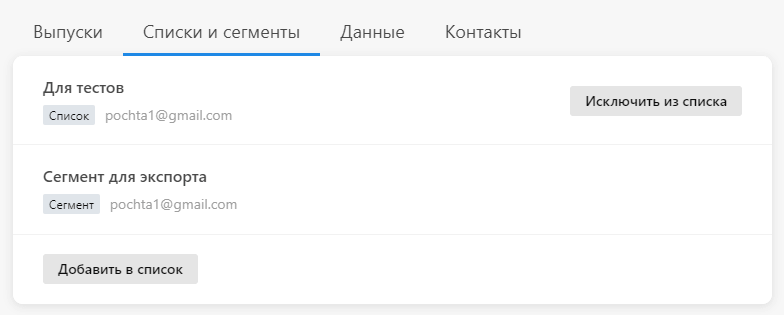 Выпуски Списки и сегменты Данные Контакты
Для тестов
Список pochta1@gmail.com
Исключить из списка
Сегмент для экспорта
Сегмент pochta1@gmail.com
Добавить в список